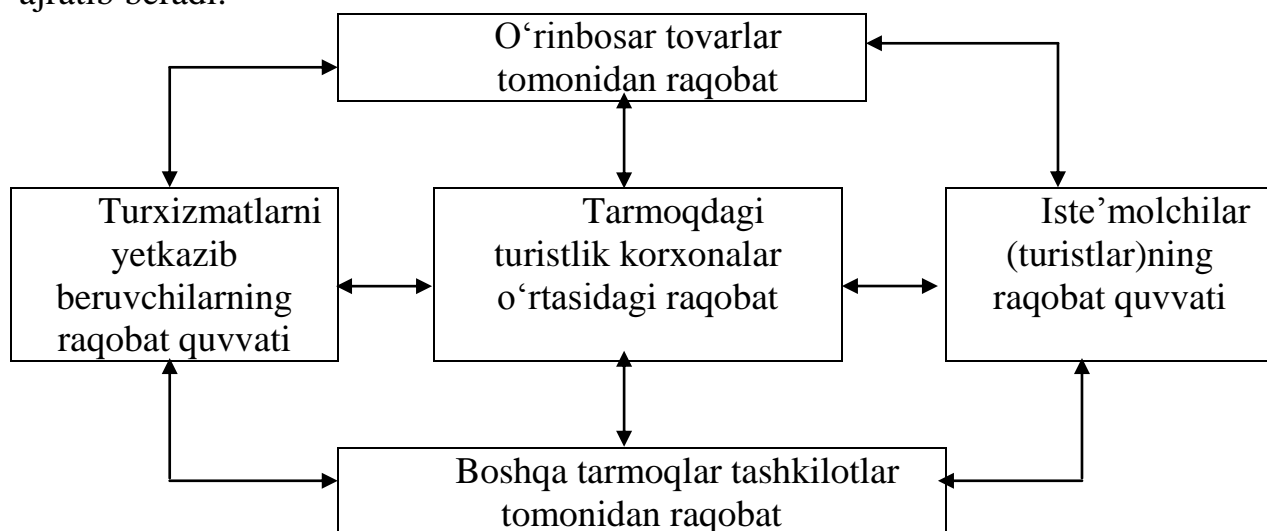 ajratib beradi.
O‘rinbosar tovarlar
tomonidan raqobat
Turxizmatlarni
yetkazib
beruvchilarning
raqobat quvvati
Tarmoqdagi
turistlik korxonalar
o‘rtasidagi raqobat
Iste’molchilar
(turistlar)ning
raqobat quvvati
Boshqa tarmoqlar tashkilotlar
tomonidan raqobat